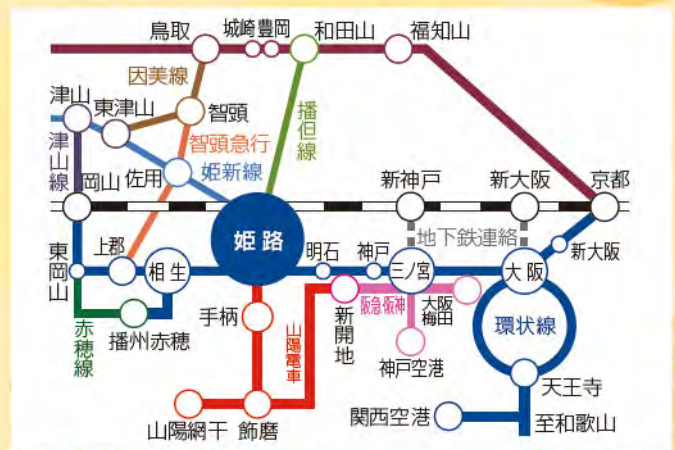 鳥取
城崎
豊岡
和田山
福知山
因美線
津山
東津山
智頭
播但線
智頭急行
津山線
佐用
姫新線
岡山
新神戸
新大阪
京都
地下鉄連絡
東岡山
上郡
相生
姫路
明石
神戸
三ノ宮
大阪
新大阪
赤穂線
播州赤穂
手柄
山陽電車
新開地
阪急・阪神
大阪梅田
環状線
神戸空港
天王寺
山陽網干
飾磨
関西空港
至和歌山